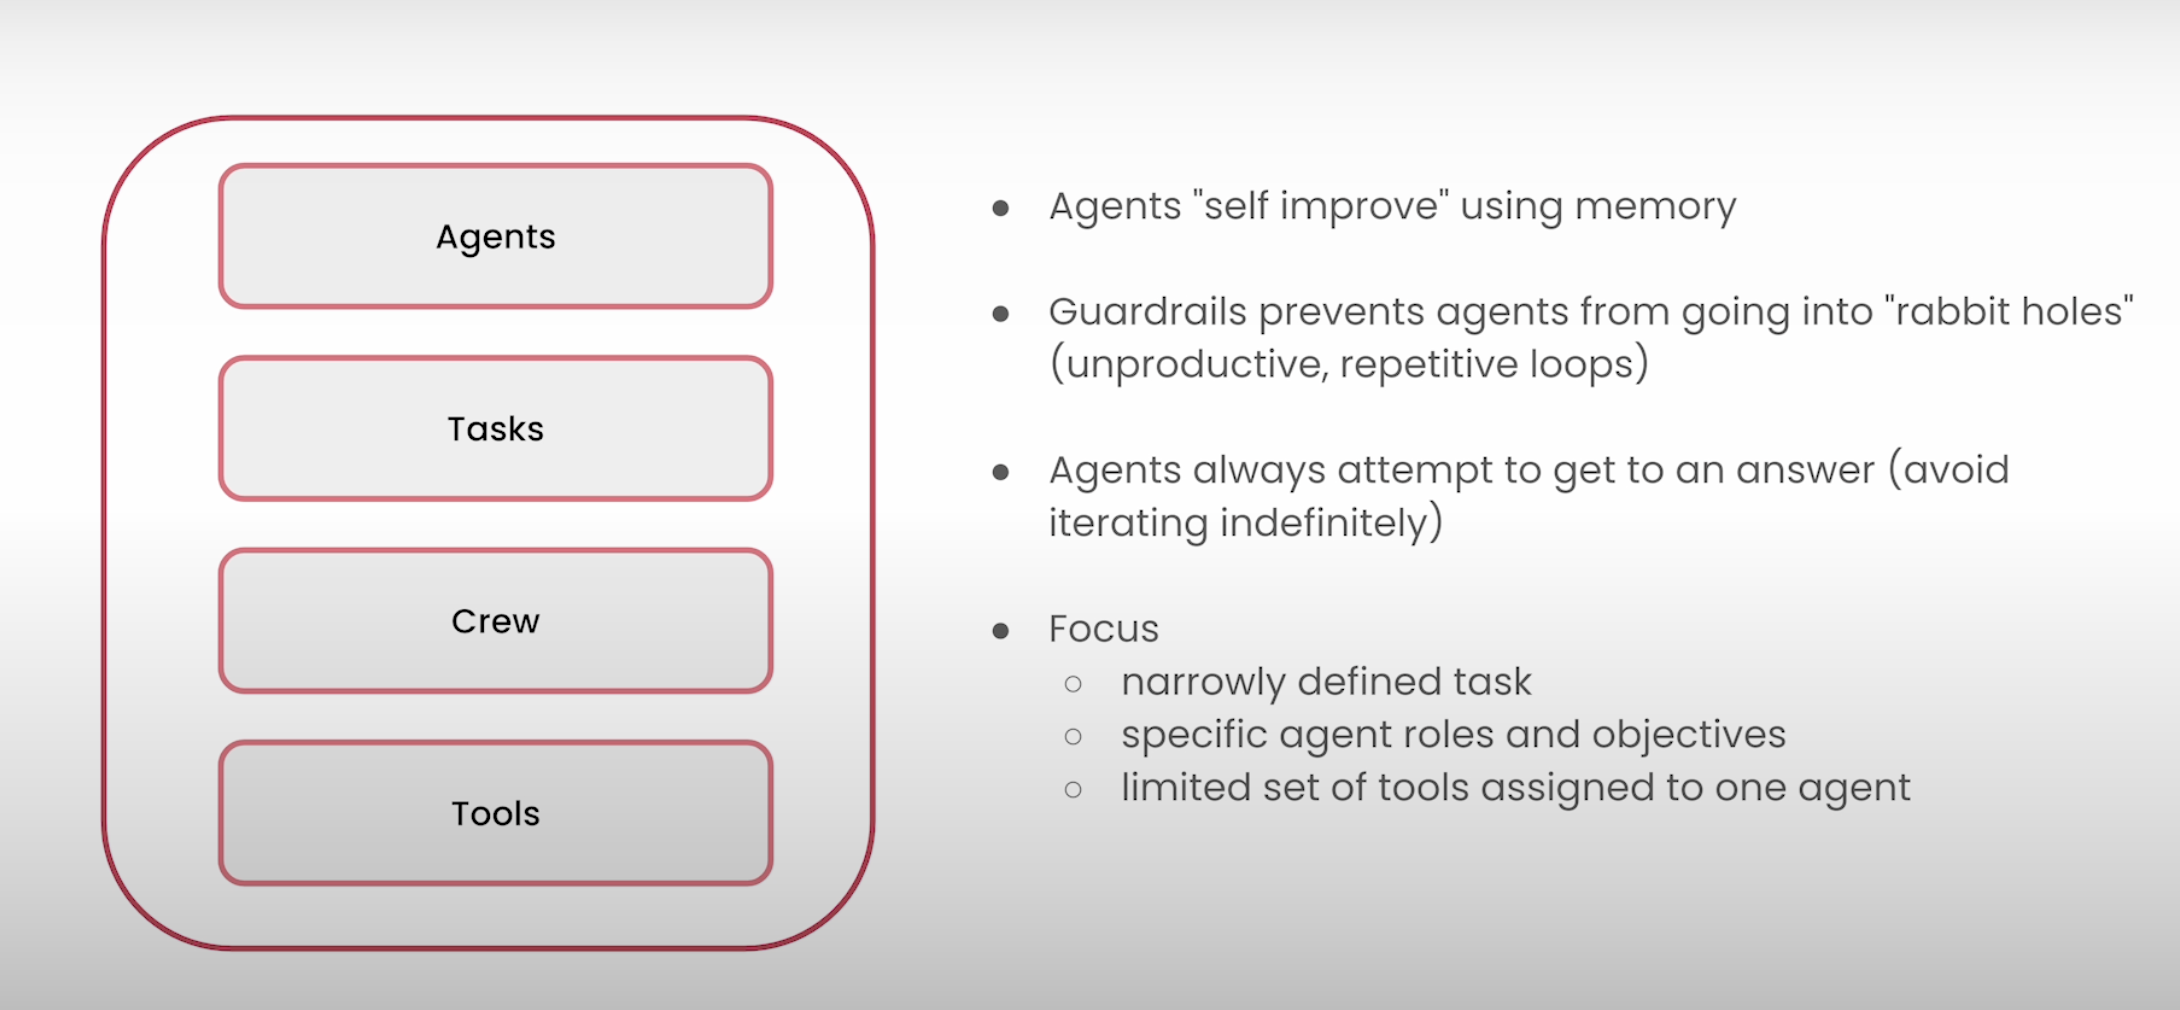 Agents
Tasks
Crew
Tools
● Agents "self improve" using memory
● Guardrails prevents agents from going into "rabbit holes"
(unproductive, repetitive loops)
● Agents always attempt to get to an answer (avoid
iterating indefinitely)
● Focus
○ narrowly defined task
○ specific agent roles and objectives
○ limited set of tools assigned to one agent